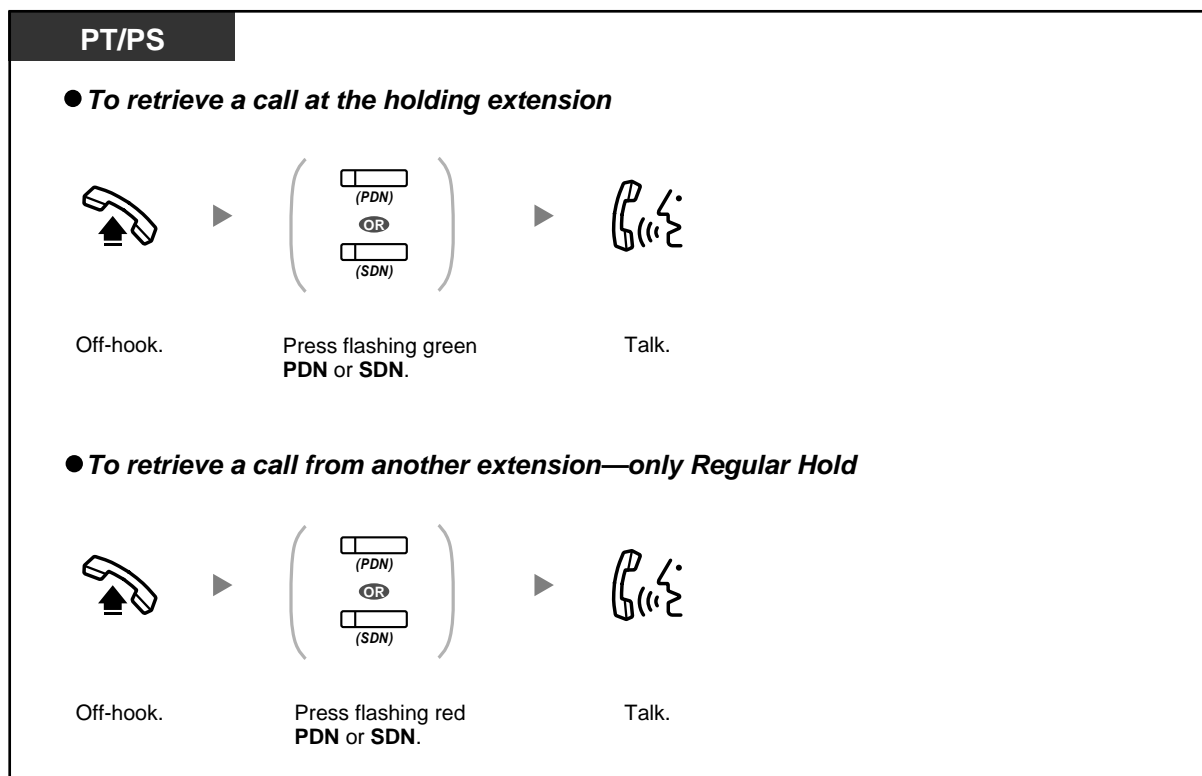 PT/PS
● To retrieve a call at the holding extension
(PDN)
OR
(SDN)
Off-hook.
Press flashing green
PDN or SDN.
Talk.
● To retrieve a call from another extension—only Regular Hold
(PDN)
OR
(SDN)
Off-hook.
Press flashing red
PDN or SDN.
Talk.